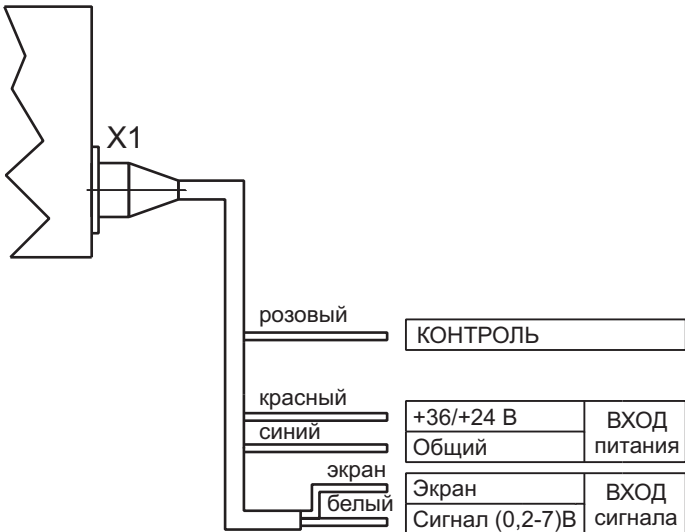 X1
розовый
КОНТРОЛЬ
красный
+36/+24 В
ВХОД
питания
синий
Общий
экран
Экран
ВХОД
сигнала
белый
Сигнал (0,2-7)В